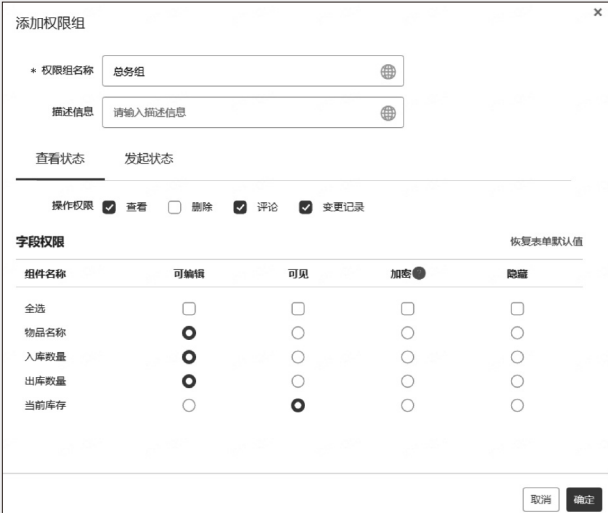 添加权限组
×
* 权限组名称 总务组
描述信息 请输入描述信息
查看状态 发起状态
操作权限 查看 删除 评论 变更记录
字段权限 恢复表单默认值
组件名称 可编辑 可见 加密 隐藏
全选
物品名称
入库数量
出库数量
当前库存
取消 确定